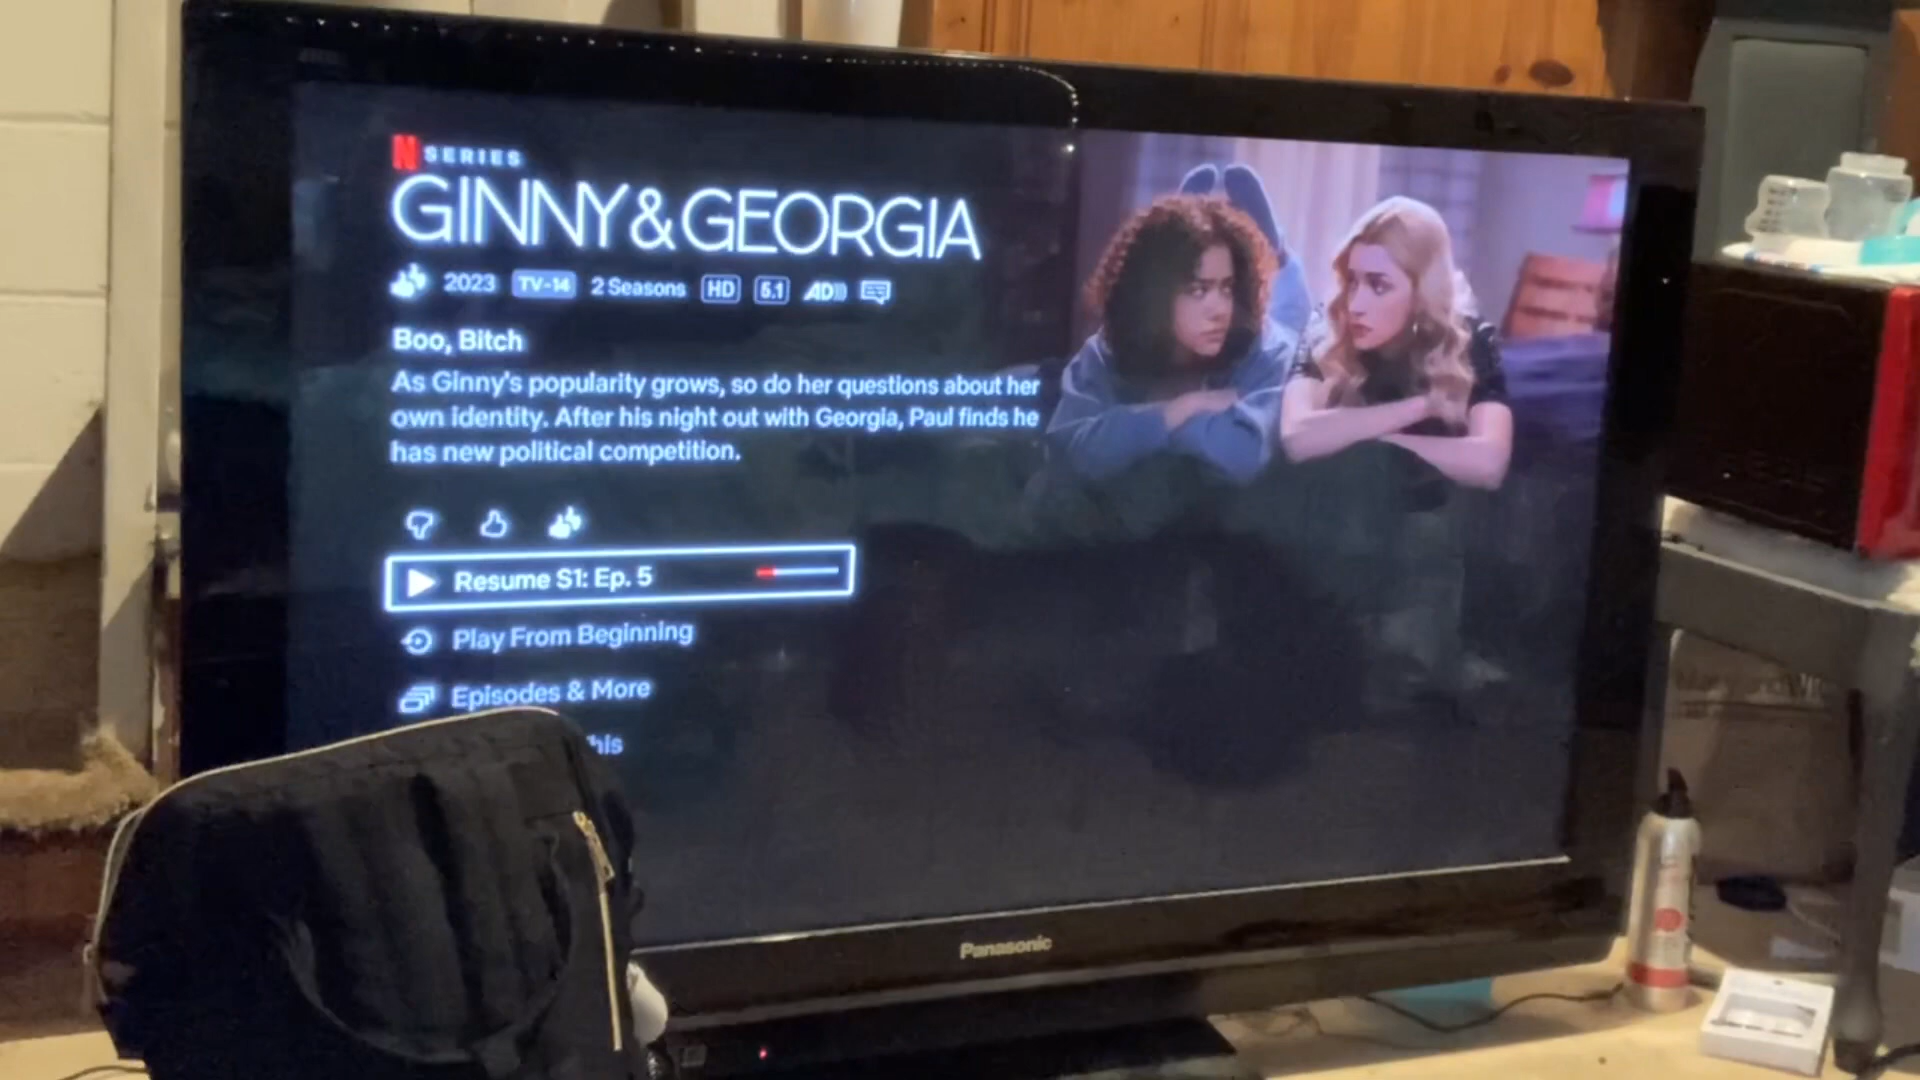 N SERIES
GINNY & GEORGIA
2023 TV-14 2 Seasons HD 5.1 AD
Boo, Bitch
As Ginny's popularity grows, so do her questions about her
own identity. After his night out with Georgia, Paul finds he
has new political competition.
Resume S1: Ep. 5
Play From Beginning
Episodes & More
his
Panasonic